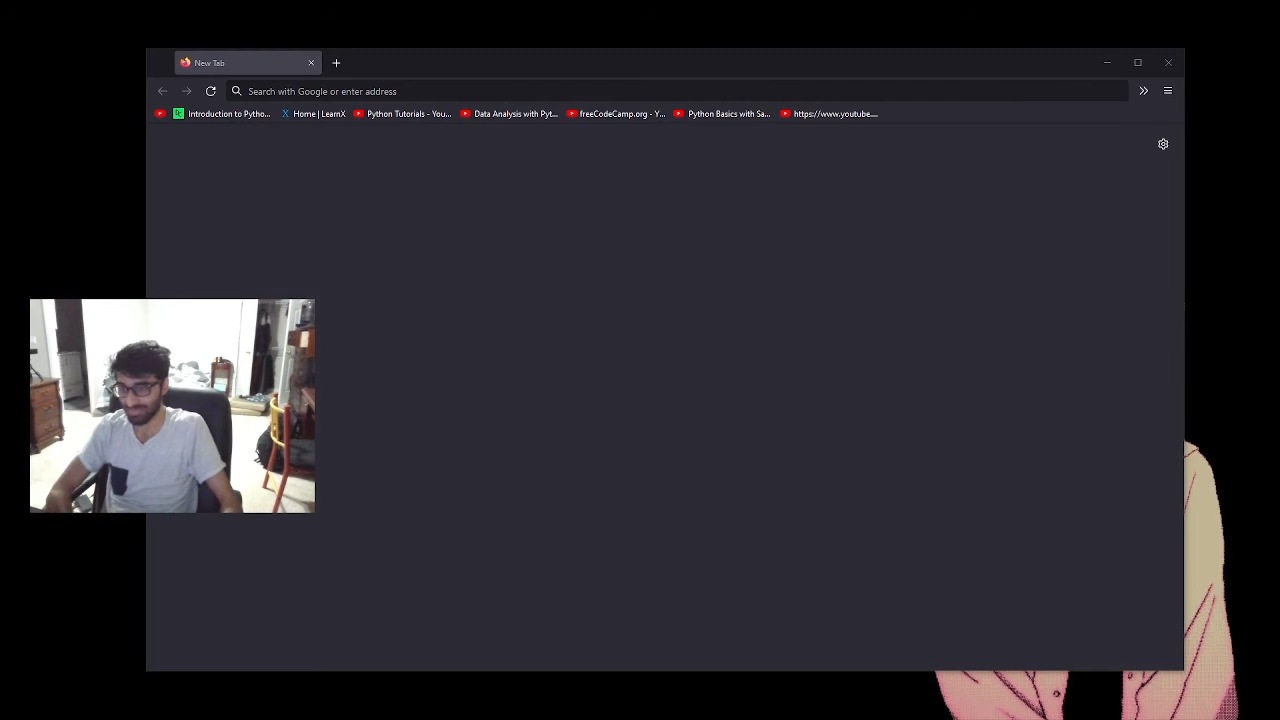 New Tab
Search with Google or enter address
Introduction to Pytho... Home | LearnX Python Tutorials - You... Data Analysis with Pyt... freeCodeCamp.org - Y... Python Basics with Sa... https://www.youtube....